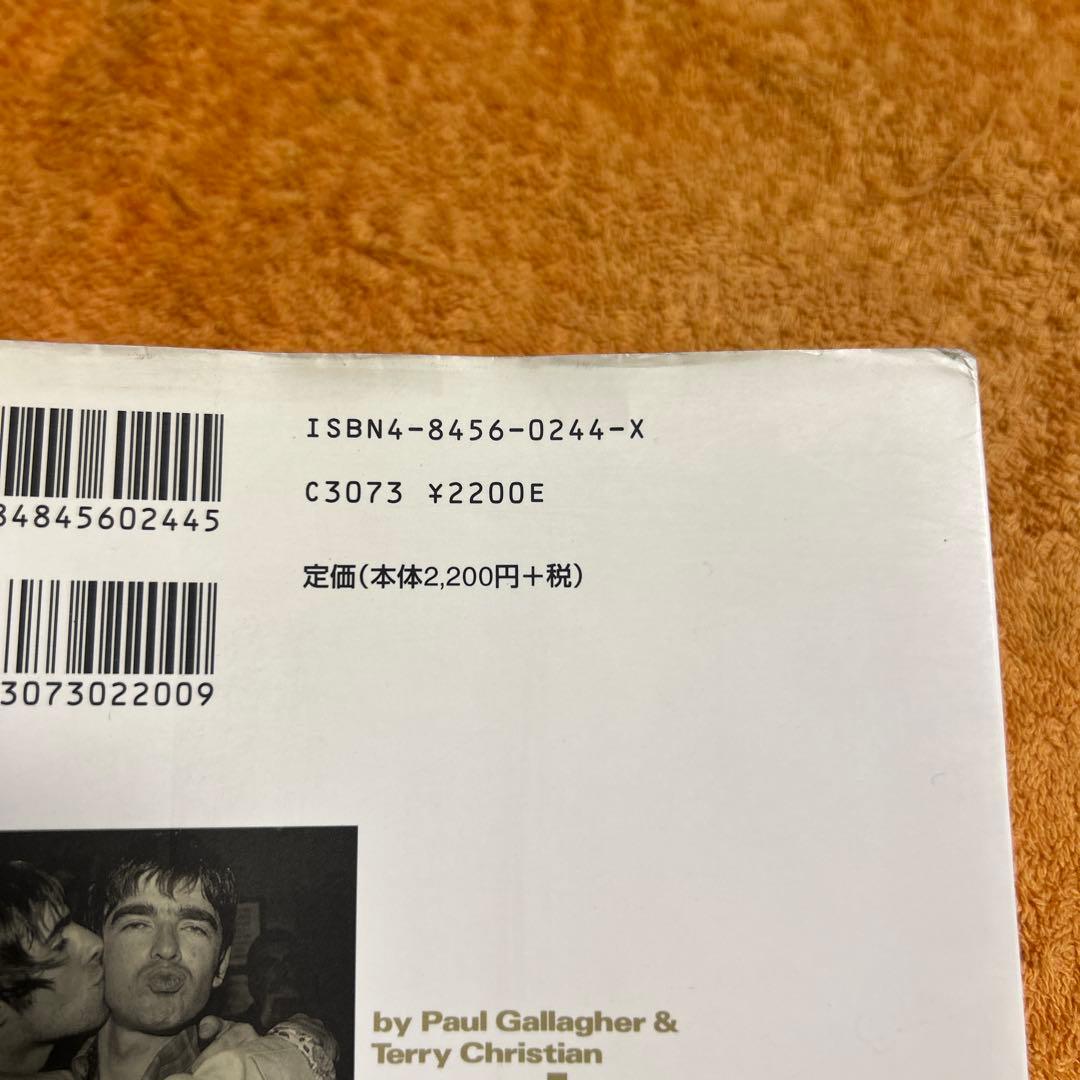 ISBN4-8456-0244-X
C3073 ¥2200E
84845602445
定価(本体2,200円+税)
3073022009
by Paul Gallagher &
Terry Christian